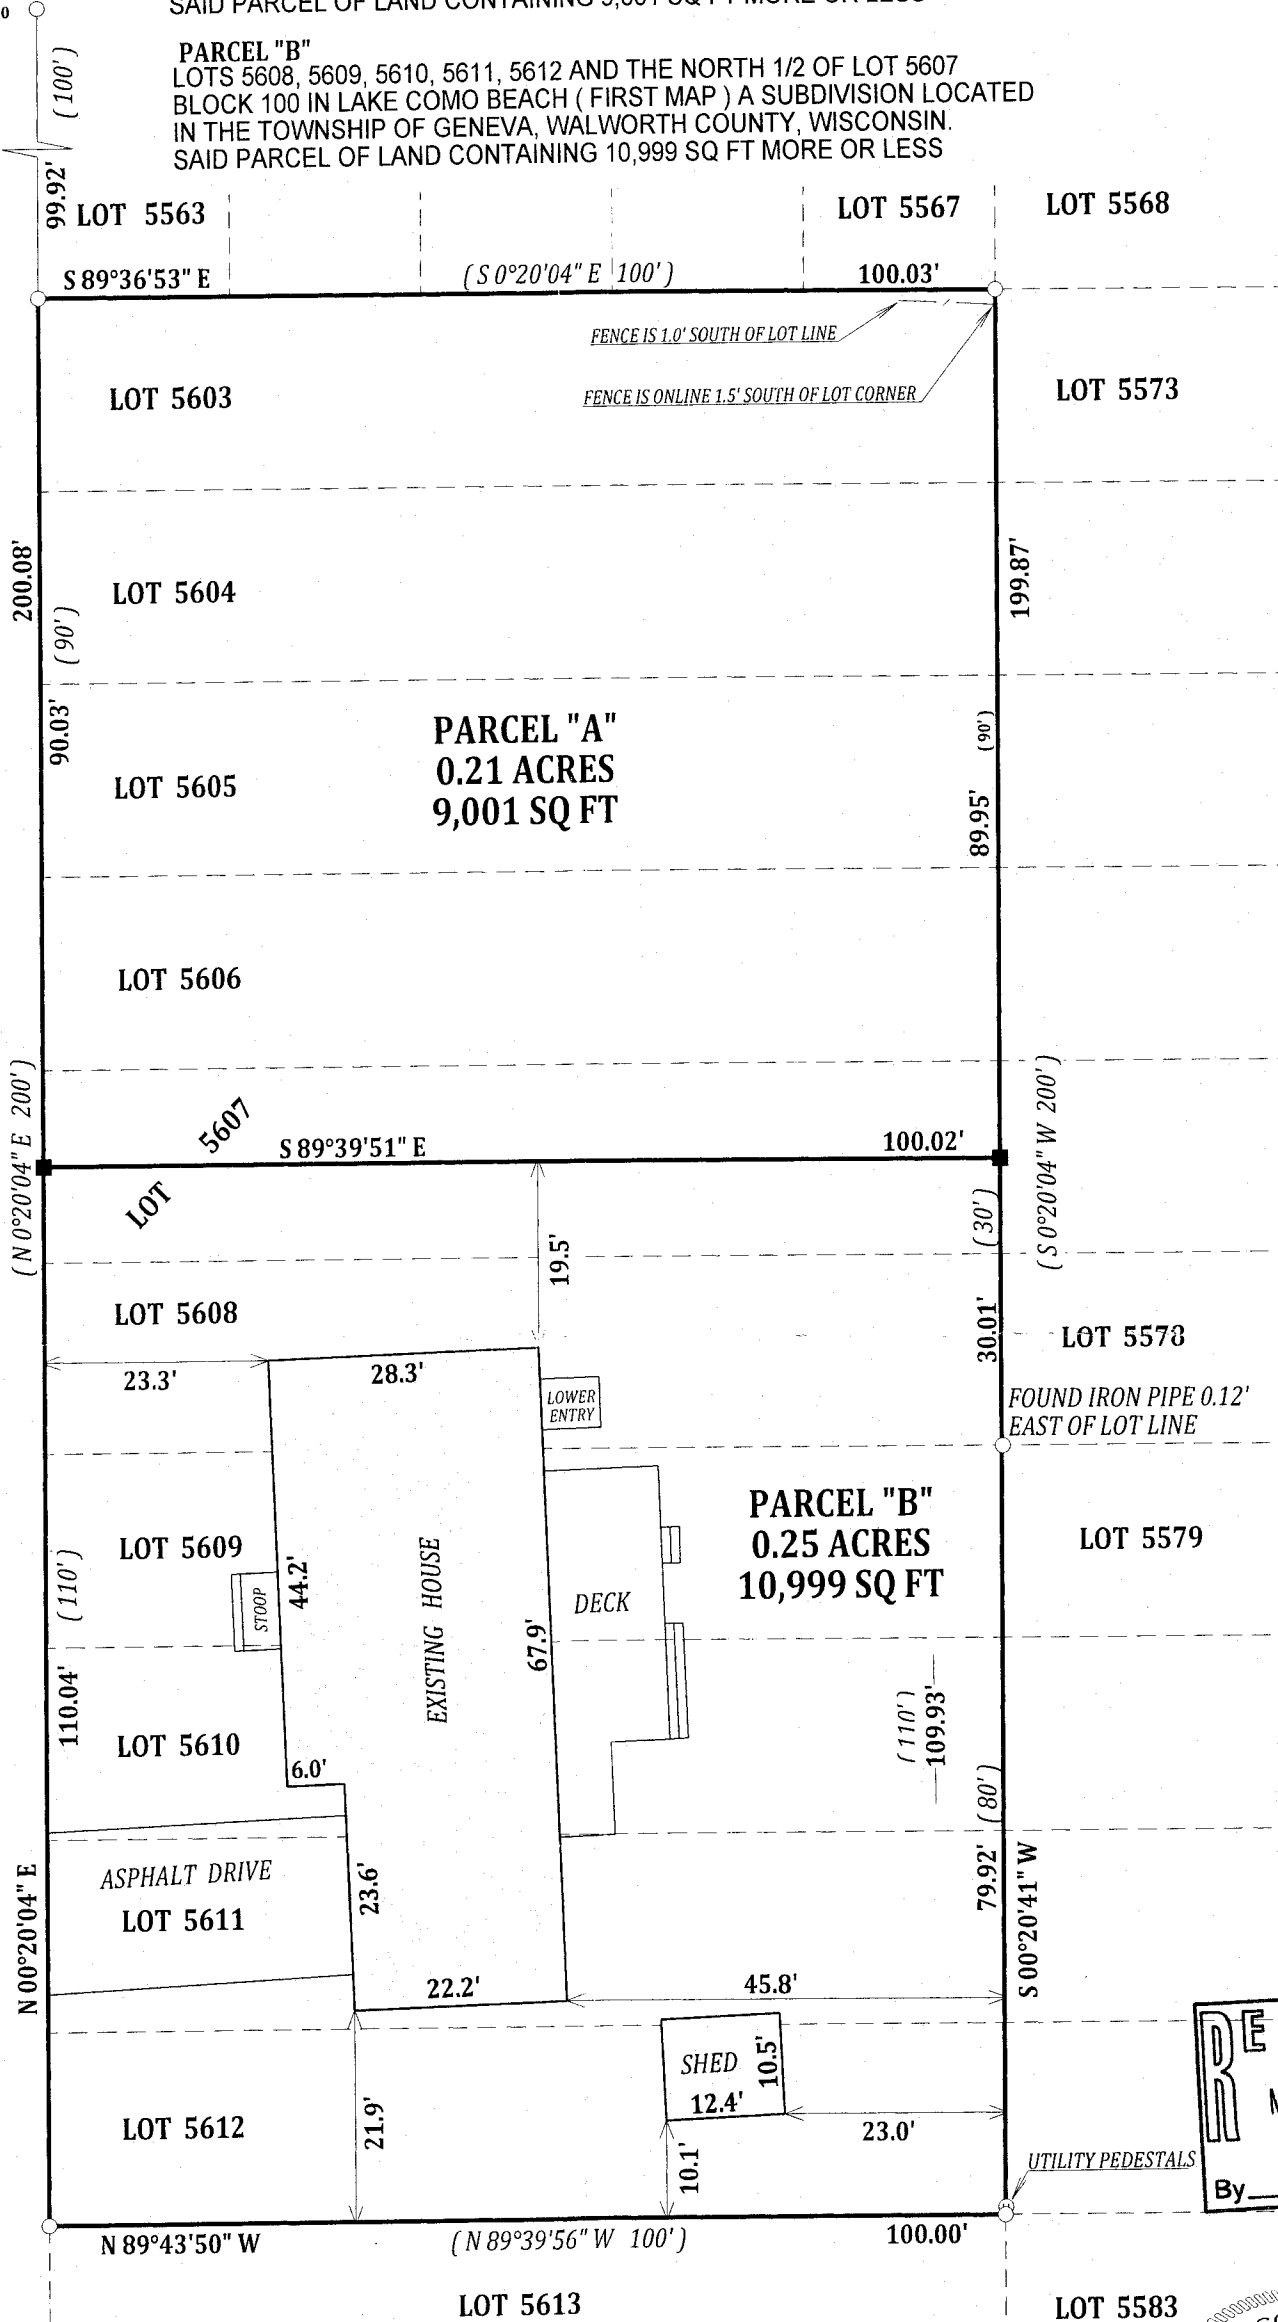 PARCEL "B"
LOTS 5608, 5609, 5610, 5611, 5612 AND THE NORTH 1/2 OF LOT 5607
BLOCK 100 IN LAKE COMO BEACH ( FIRST MAP ) A SUBDIVISION LOCATED
IN THE TOWNSHIP OF GENEVA, WALWORTH COUNTY, WISCONSIN.
SAID PARCEL OF LAND CONTAINING 10,999 SQ FT MORE OR LESS
(100')
99.92'
LOT 5563
LOT 5567
LOT 5568
S 89°36'53" E
( S 0°20'04" E 100' )
100.03'
FENCE IS 1.0' SOUTH OF LOT LINE
FENCE IS ONLINE 1.5' SOUTH OF LOT CORNER
LOT 5603
LOT 5573
200.08'
199.87'
LOT 5604
(90')
90.03'
PARCEL "A"
0.21 ACRES
9,001 SQ FT
(90')
89.95'
LOT 5605
LOT 5606
(N 0°20'04" E 200')
(S 0°20'04" W 200')
LOT 5607
S 89°39'51" E
100.02'
(30')
30.01'
19.5'
LOT 5608
LOT 5578
23.3'
28.3'
LOWER
ENTRY
FOUND IRON PIPE 0.12'
EAST OF LOT LINE
PARCEL "B"
0.25 ACRES
10,999 SQ FT
LOT 5579
LOT 5609
(110')
44.2'
STOOP
EXISTING HOUSE
67.9'
DECK
110.04'
LOT 5610
(110')
109.93'
6.0'
(80')
79.92'
ASPHALT DRIVE
LOT 5611
23.6'
N 00°20'04" E
S 00°20'41" W
22.2'
45.8'
SHED
10.5'
12.4'
LOT 5612
21.9'
23.0'
10.1'
UTILITY PEDESTALS
RE
By
N 89°43'50" W
( N 89°39'56" W 100' )
100.00'
LOT 5613
LOT 5583